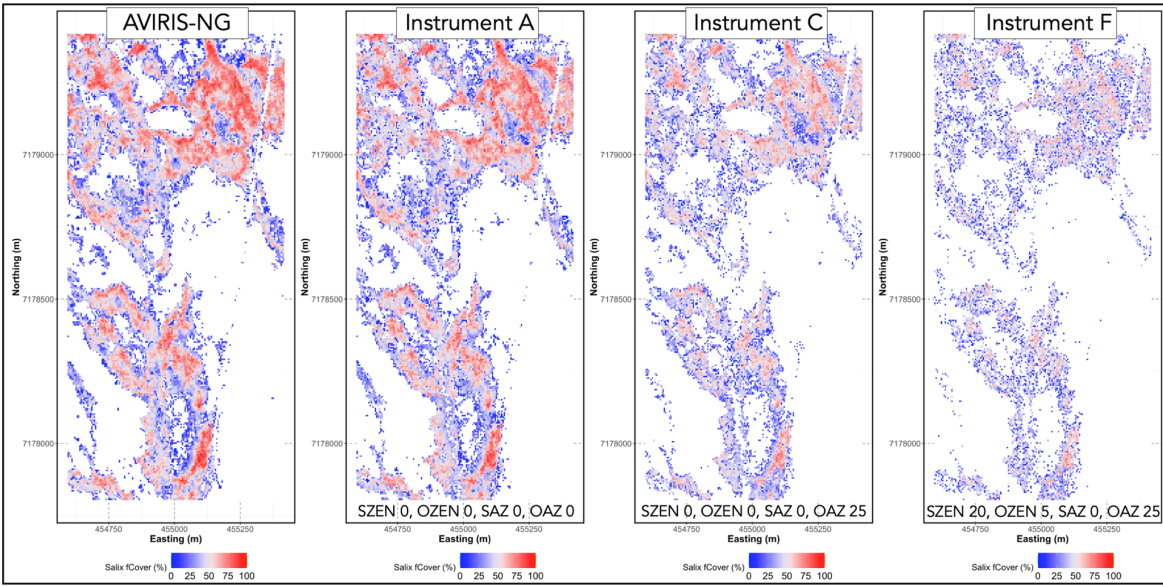 AVIRIS-NG
Northing (m)
7179000
7178500
7178000
454750 455000 455250
Easting (m)
Salix fCover (%) 0 25 50 75 100
Instrument A
Northing (m)
7179000
7178500
7178000
SZEN 0, OZEN 0, SAZ 0, OAZ 0
454750 455000 455250
Easting (m)
Salix fCover (%) 0 25 50 75 100
Instrument C
Northing (m)
7179000
7178500
7178000
SZEN 0, OZEN 0, SAZ 0, OAZ 25
454750 455000 455250
Easting (m)
Salix fCover (%) 0 25 50 75 100
Instrument F
Northing (m)
7179000
7178500
7178000
SZEN 20, OZEN 5, SAZ 0, OAZ 25
454750 455000 455250
Easting (m)
Salix fCover (%) 0 25 50 75 100